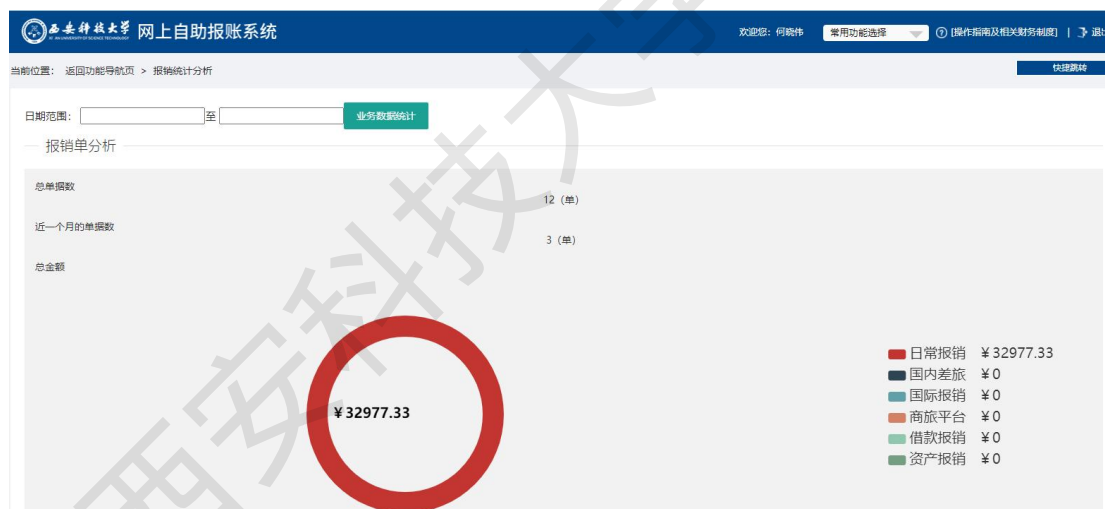 西安科技大学 网上自助报账系统
欢迎您：何晓伟 常用功能选择 [操作指南及相关财务制度] | 退
当前位置： 返回功能导航页 > 报销统计分析
快捷跳转
日期范围： 至 业务数据统计
报销单分析
总单据数
12（单）
近一个月的单据数
3（单）
总金额
¥32977.33
日常报销 ¥32977.33
国内差旅 ¥0
国际报销 ¥0
商旅平台 ¥0
借款报销 ¥0
资产报销 ¥0
西安科技大学